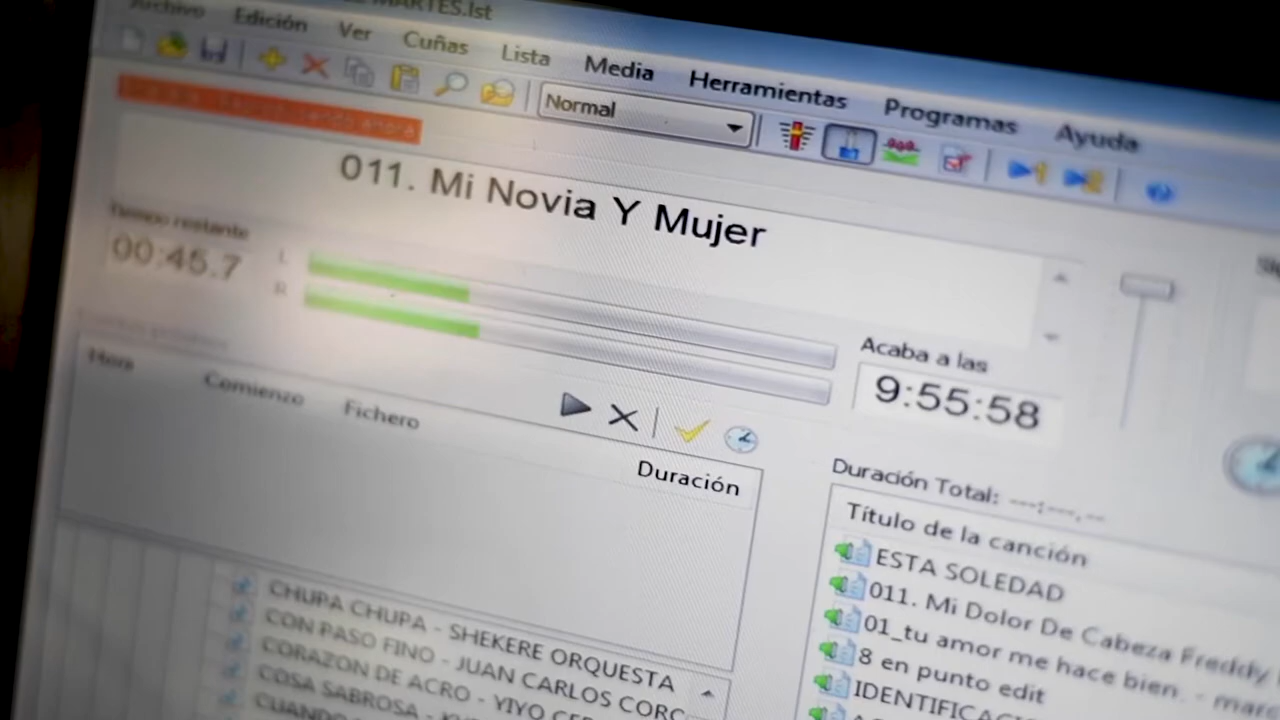 MARTES.lst
Archivo Edición Ver Cuñas Lista Media Herramientas Programas Ayuda
Normal
011. Mi Novia Y Mujer
Tiempo restante
00:45.7
L
R
Acaba a las
9:55:58
Hora Comienzo Fichero
Duración
Duración Total: ---:---,--
Título de la canción
ESTA SOLEDAD
011. Mi Dolor De Cabeza Freddy
01_tu amor me hace bien. - marc
8 en punto edit
IDENTIFICAC
CHUPA CHUPA - SHEKERE ORQUESTA
CON PASO FINO - JUAN CARLOS CORC
CORAZON DE ACRO - YIYO CE
COSA SABROSA -
CUANDO